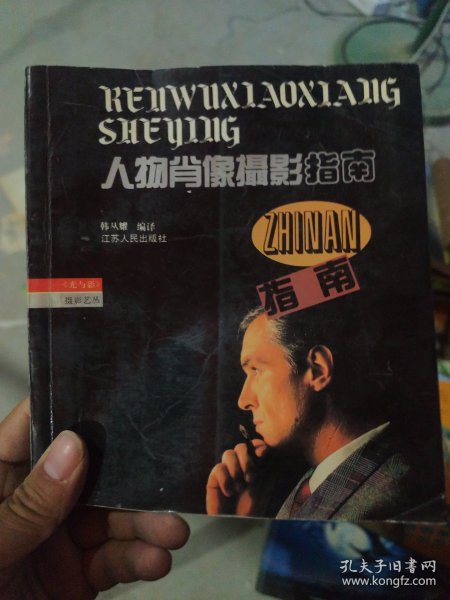 RENWUXIAOXIANG
SHEYING
人物肖像攝影指南
韩从耀 编译
江苏人民出版社
ZHINAN
指南
《光与影》
摄影艺丛
孔夫子旧书网
www.kongfz.com